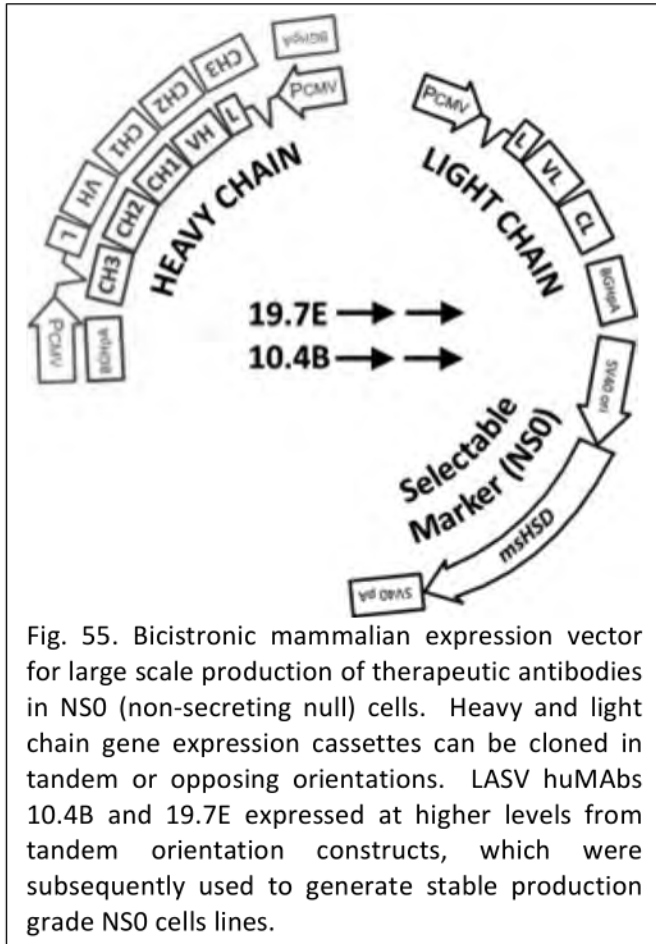 BGHpA
CH3
CH2
CH1
VH
L
PCMV
BGHpA
PCMV
L
VH
CH1
CH2
CH3
HEAVY CHAIN
PCMV
L
VL
CL
BGHpA
LIGHT CHAIN
19.7E
10.4B
SV40 ori
Selectable
Marker (NS0)
msHSD
SV40 pA
Fig. 55. Bicistronic mammalian expression vector
for large scale production of therapeutic antibodies
in NS0 (non-secreting null) cells. Heavy and light
chain gene expression cassettes can be cloned in
tandem or opposing orientations. LASV huMAbs
10.4B and 19.7E expressed at higher levels from
tandem orientation constructs, which were
subsequently used to generate stable production
grade NS0 cells lines.